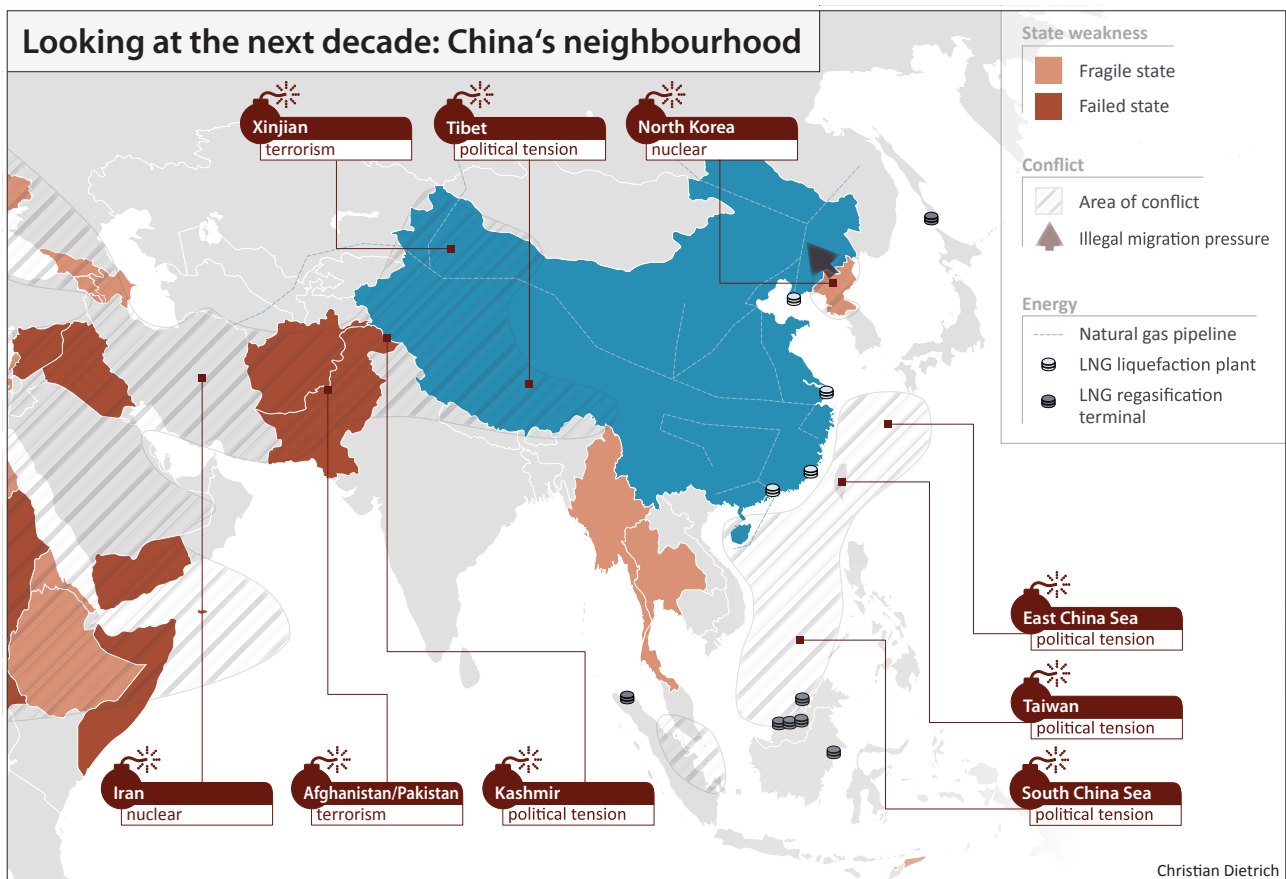 Looking at the next decade: China‘s neighbourhood
State weakness
Fragile state
Failed state
Conflict
Area of conflict
Illegal migration pressure
Energy
Natural gas pipeline
LNG liquefaction plant
LNG regasification
terminal
Xinjian
terrorism
Tibet
political tension
North Korea
nuclear
East China Sea
political tension
Taiwan
political tension
South China Sea
political tension
Iran
nuclear
Afghanistan/Pakistan
terrorism
Kashmir
political tension
Christian Dietrich